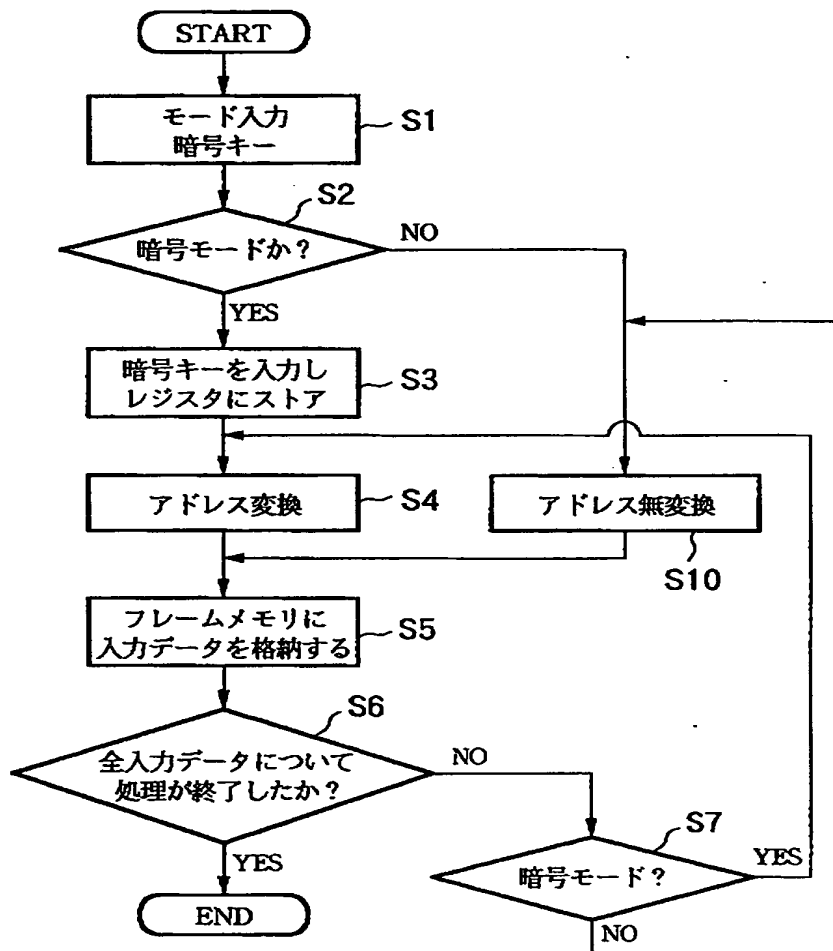 START
モード入力
暗号キー
S1
S2
暗号モードか？
NO
YES
暗号キーを入力し
レジスタにストア
S3
アドレス変換
S4
アドレス無変換
S10
フレームメモリに
入力データを格納する
S5
S6
全入力データについて
処理が終了したか？
NO
YES
S7
暗号モード？
YES
NO
END